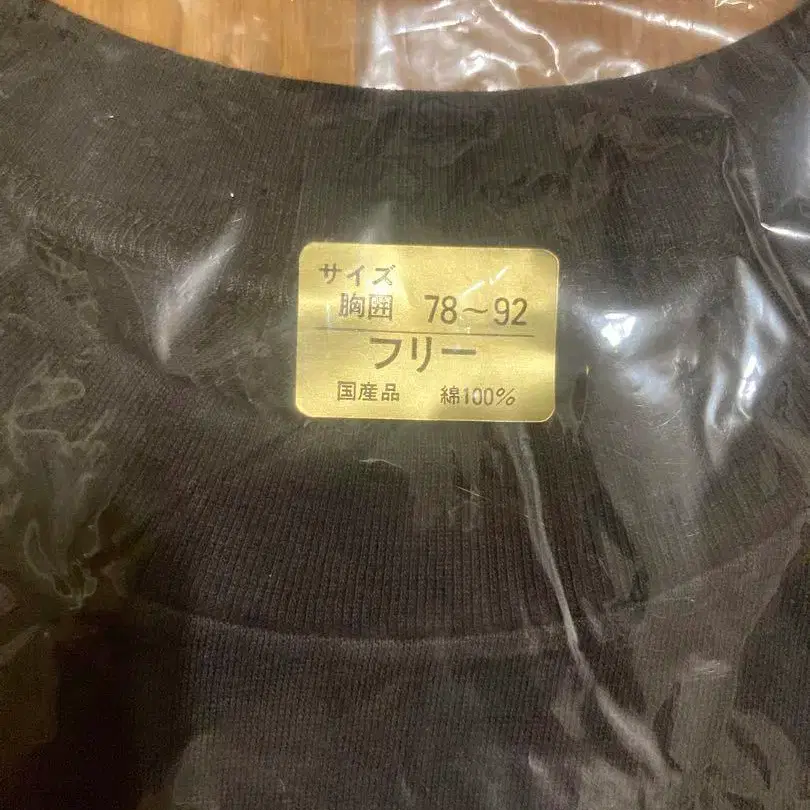 サイズ
胸囲 78～92
フリー
国産品 綿100%